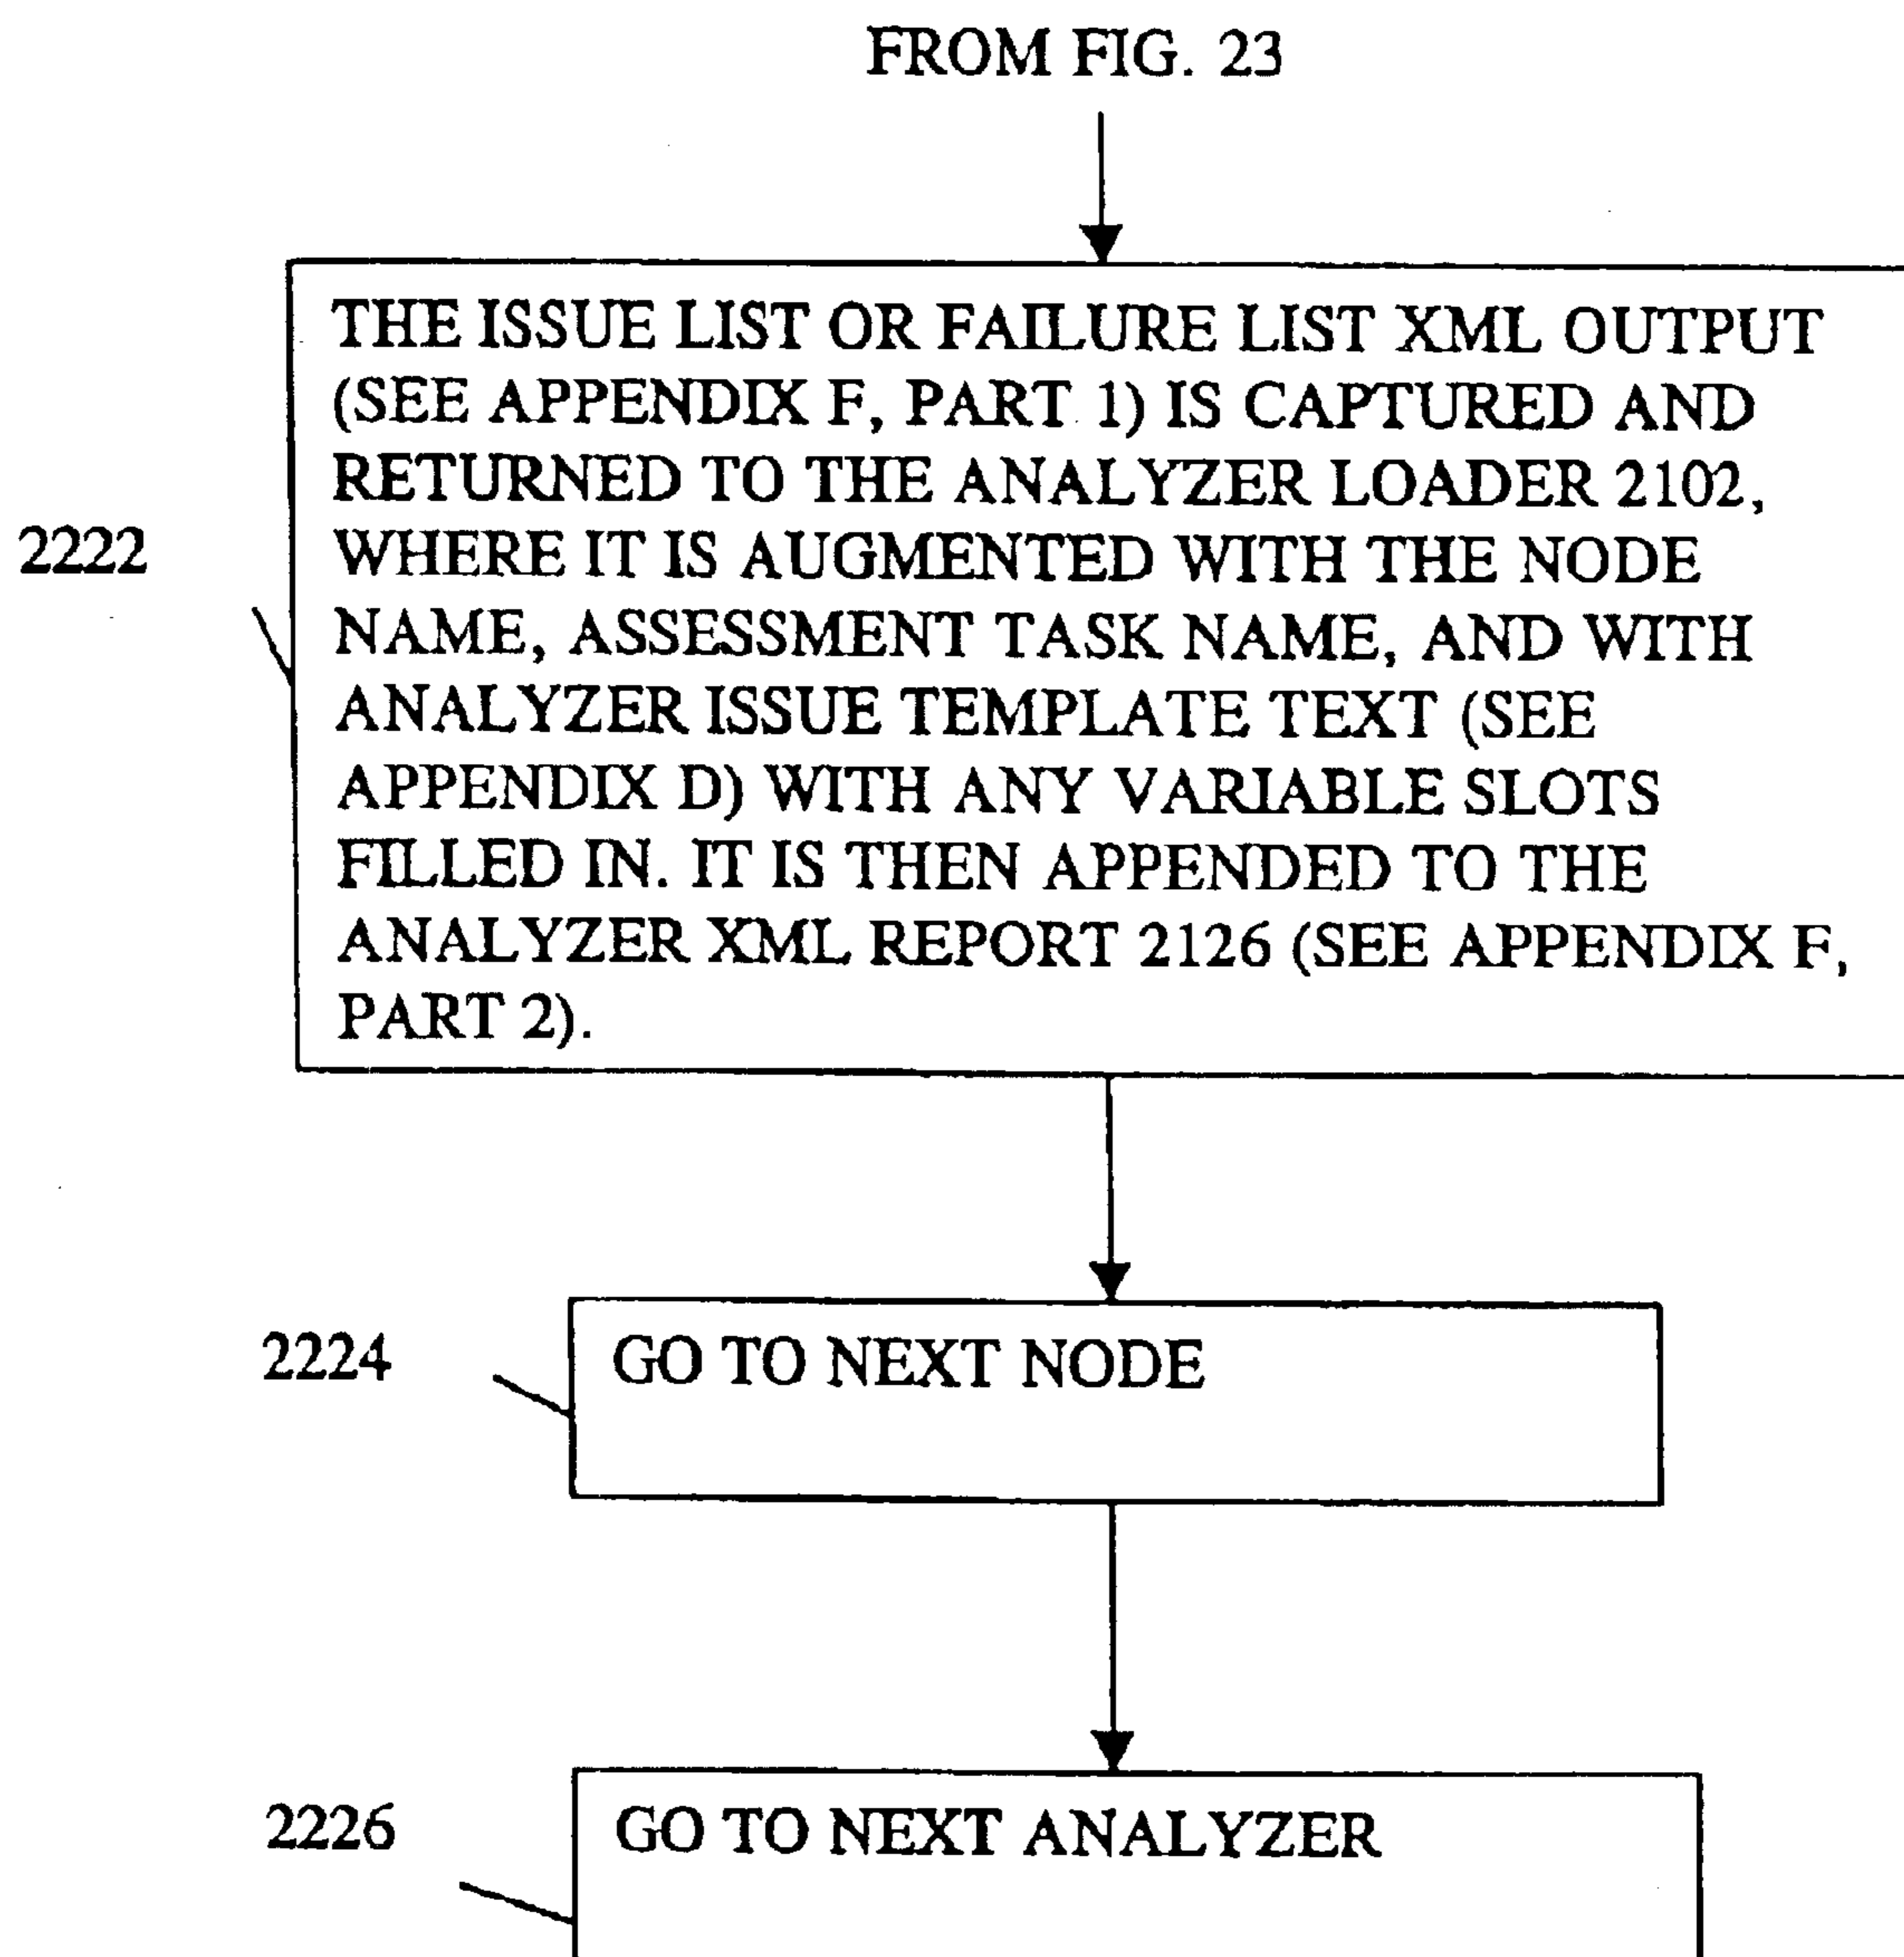 FROM FIG. 23
THE ISSUE LIST OR FAILURE LIST XML OUTPUT
(SEE APPENDIX F, PART 1) IS CAPTURED AND
RETURNED TO THE ANALYZER LOADER 2102,
WHERE IT IS AUGMENTED WITH THE NODE
NAME, ASSESSMENT TASK NAME, AND WITH
ANALYZER ISSUE TEMPLATE TEXT (SEE
APPENDIX D) WITH ANY VARIABLE SLOTS
FILLED IN. IT IS THEN APPENDED TO THE
ANALYZER XML REPORT 2126 (SEE APPENDIX F,
PART 2).
2222
2224
GO TO NEXT NODE
2226
GO TO NEXT ANALYZER